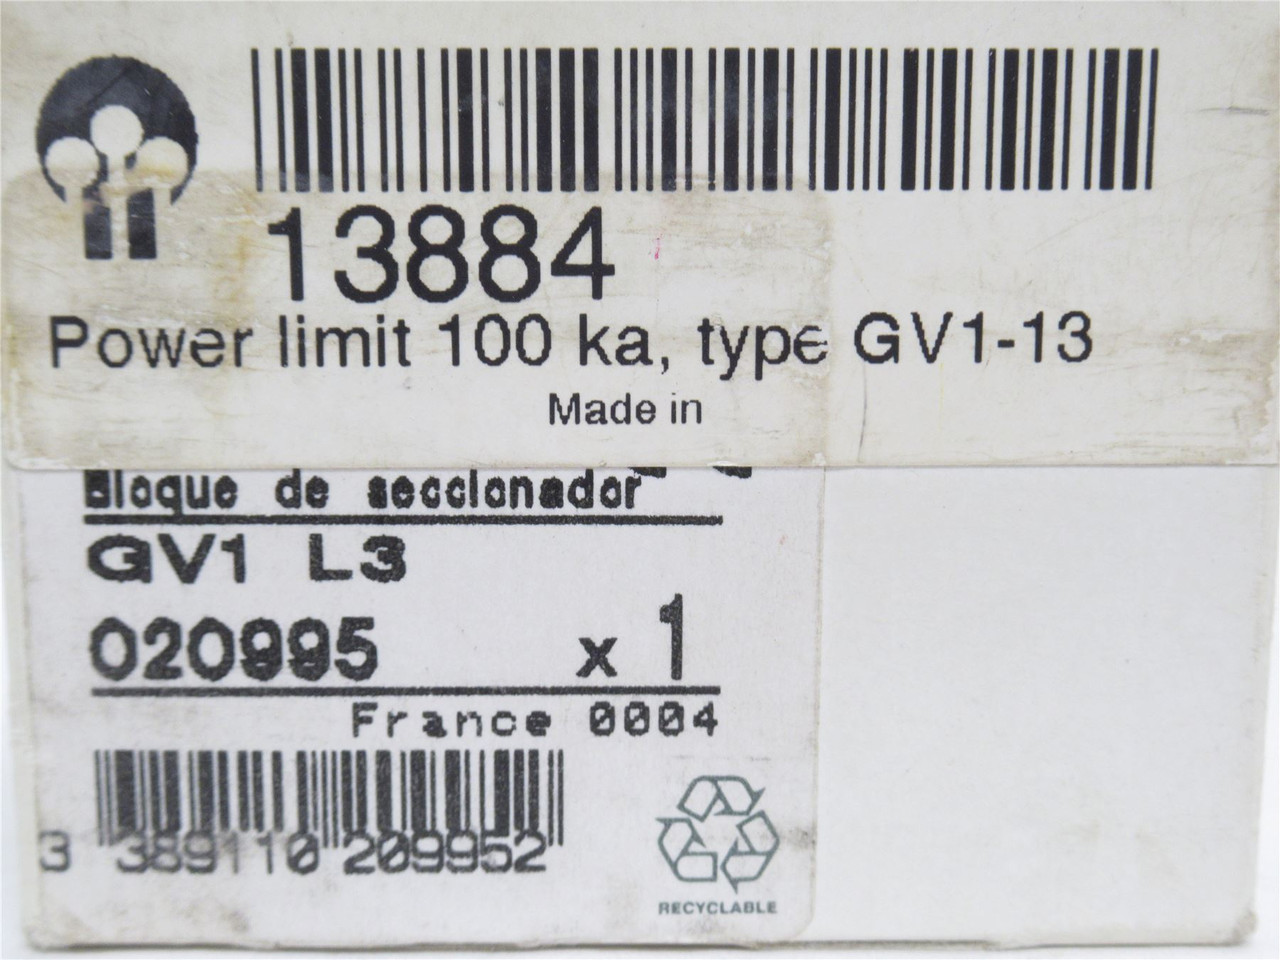 13884
Power limit 100 ka, type GV1-13
Made in
Bloque de seccionador
GV1 L3
020995 x 1
France 0004
3 389110 209952
RECYCLABLE